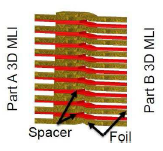 Part A 3D MLI
Part B 3D MLI
Spacer
Foil